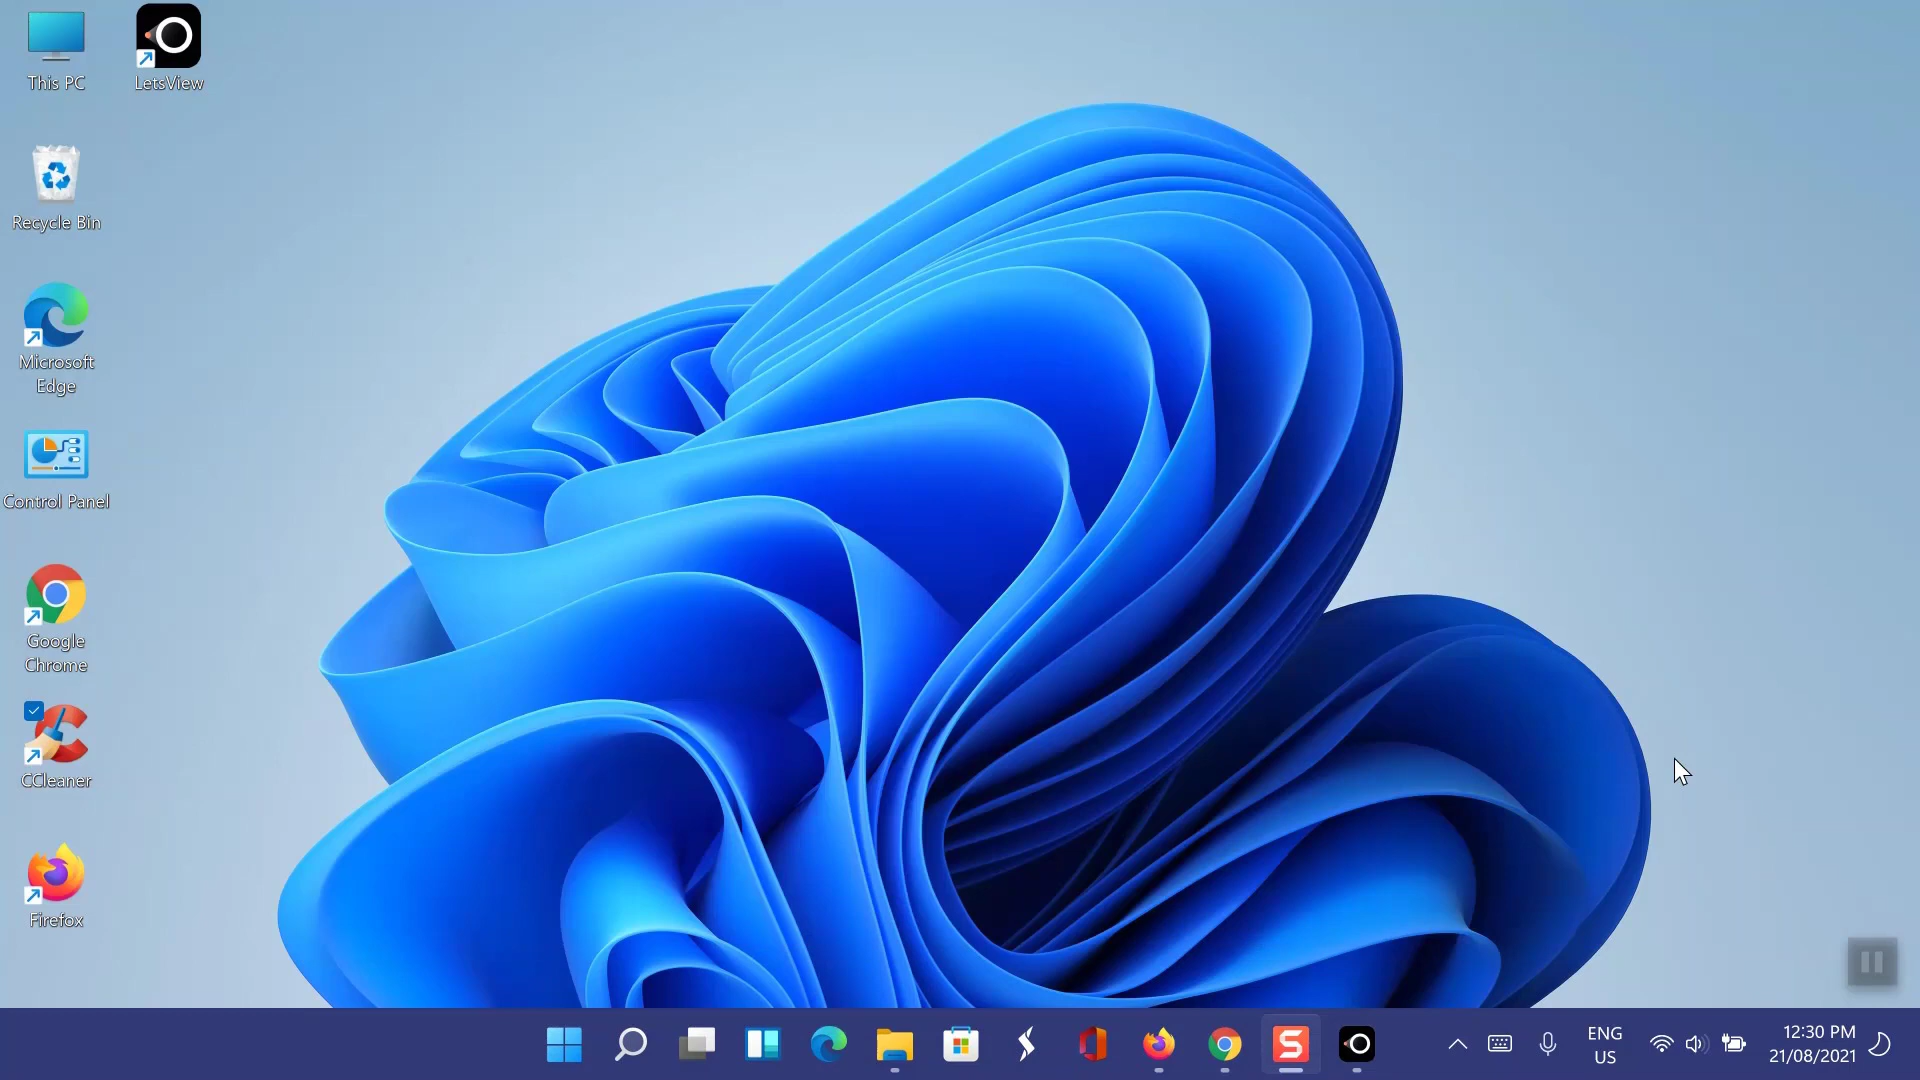 This PC
LetsView
Recycle Bin
Microsoft
Edge
Control Panel
Google
Chrome
CCleaner
Firefox
ENG
US
12:30 PM
21/08/2021